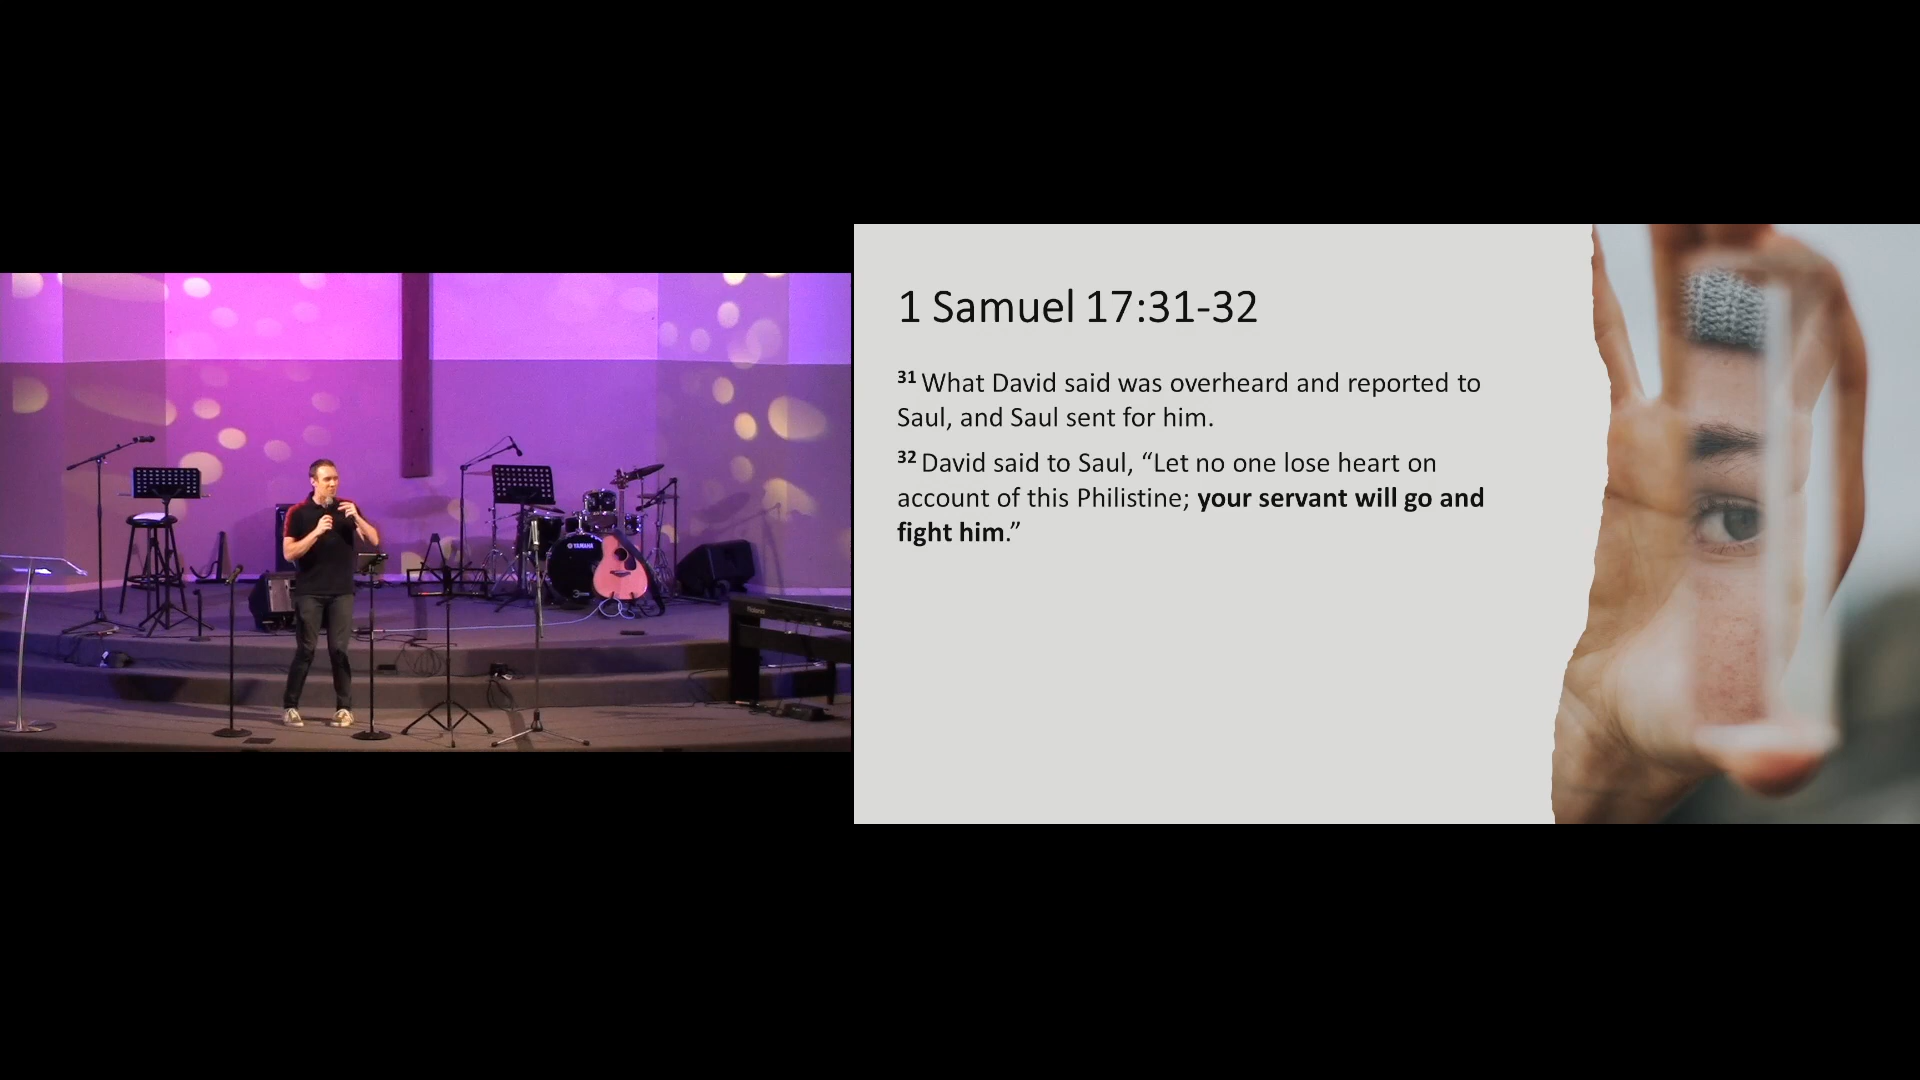 YAMAHA
Roland
1 Samuel 17:31-32
31 What David said was overheard and reported to
Saul, and Saul sent for him.
32 David said to Saul, “Let no one lose heart on
account of this Philistine; your servant will go and
fight him.”